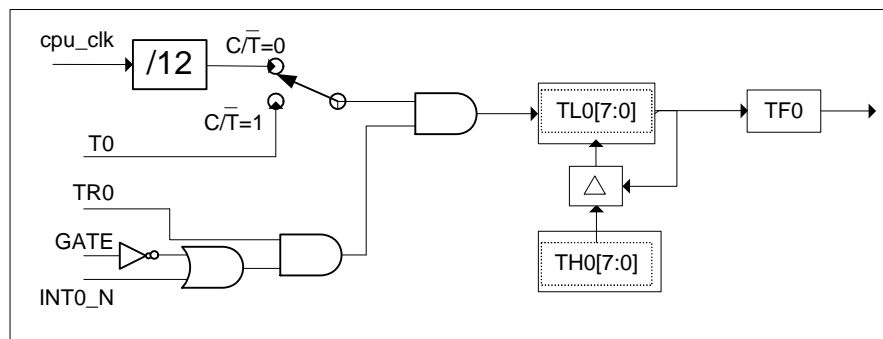 cpu_clk
/12
C/T̅=0
C/T̅=1
T0
TR0
GATE
INT0_N
TL0[7:0]
TF0
△
TH0[7:0]